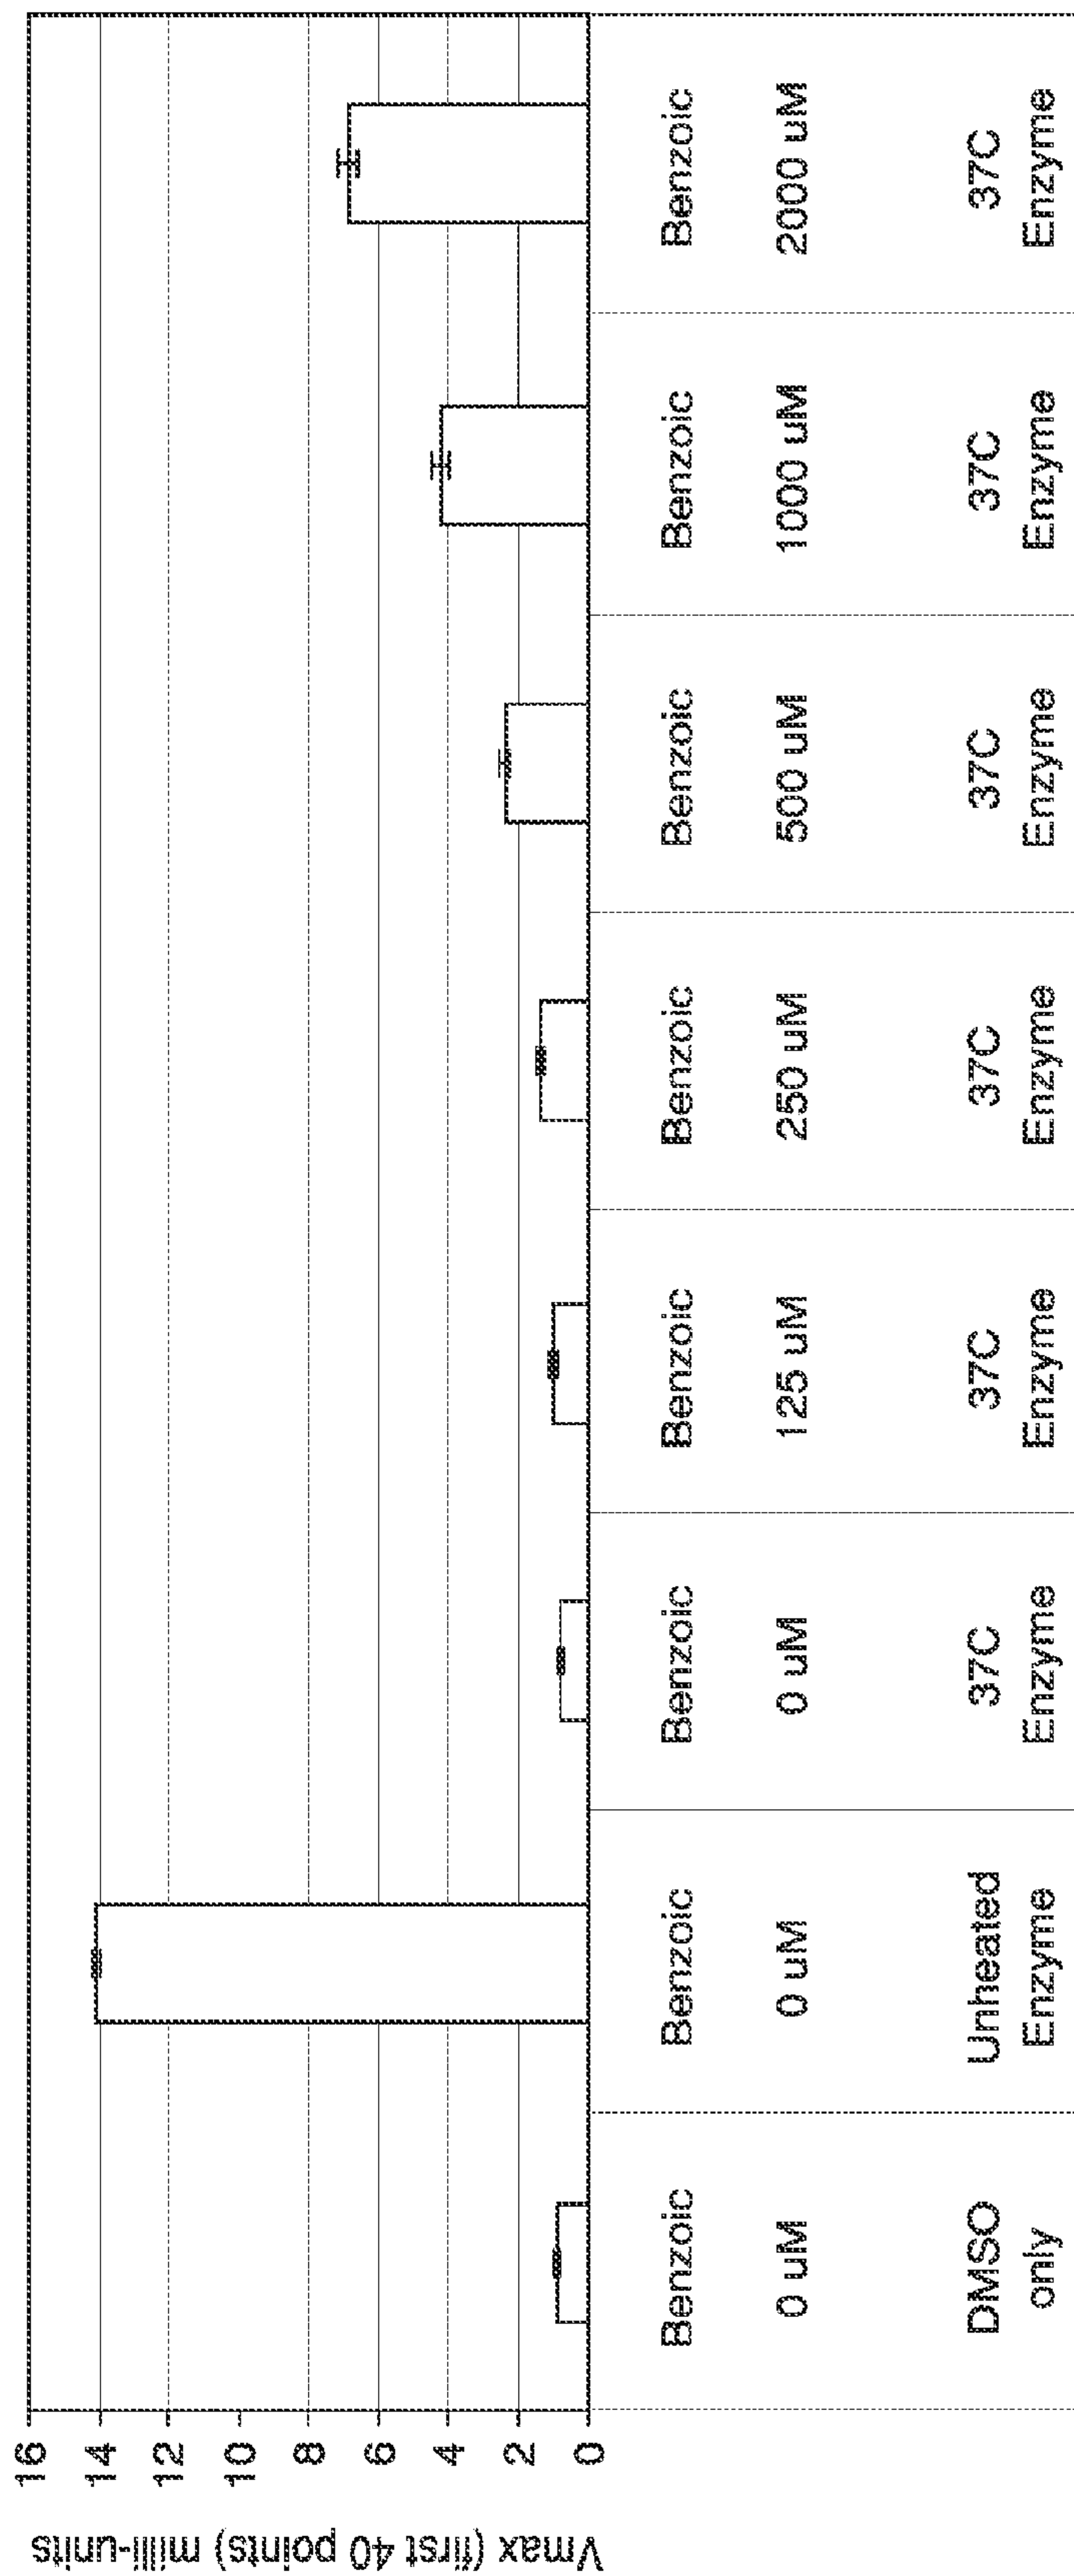 Vmax (first 40 points) milli-units
16
14
12
10
8
6
4
2
0
Benzoic Benzoic Benzoic Benzoic Benzoic Benzoic Benzoic Benzoic
0 uM 0 uM 0 uM 125 uM 250 uM 500 uM 1000 uM 2000 uM
DMSO Unheated 37C 37C 37C 37C 37C 37C
only Enzyme Enzyme Enzyme Enzyme Enzyme Enzyme Enzyme